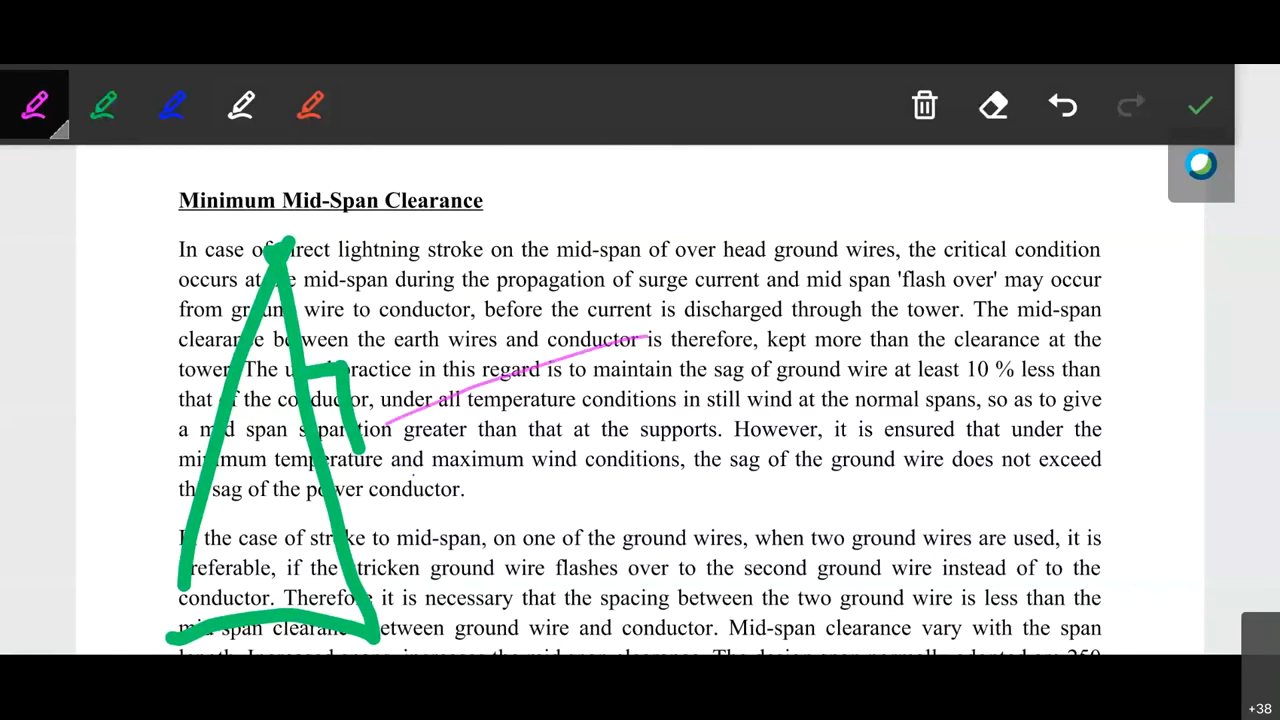 Minimum Mid-Span Clearance
In case of direct lightning stroke on the mid-span of over head ground wires, the critical condition
occurs at the mid-span during the propagation of surge current and mid span 'flash over' may occur
from ground wire to conductor, before the current is discharged through the tower. The mid-span
clearance between the earth wires and conductor is therefore, kept more than the clearance at the
tower. The usual practice in this regard is to maintain the sag of ground wire at least 10 % less than
that of the conductor, under all temperature conditions in still wind at the normal spans, so as to give
a mid span separation greater than that at the supports. However, it is ensured that under the
minimum temperature and maximum wind conditions, the sag of the ground wire does not exceed
the sag of the power conductor.
In the case of stroke to mid-span, on one of the ground wires, when two ground wires are used, it is
preferable, if the stricken ground wire flashes over to the second ground wire instead of to the
conductor. Therefore it is necessary that the spacing between the two ground wire is less than the
mid-span clearance between ground wire and conductor. Mid-span clearance vary with the span
+38